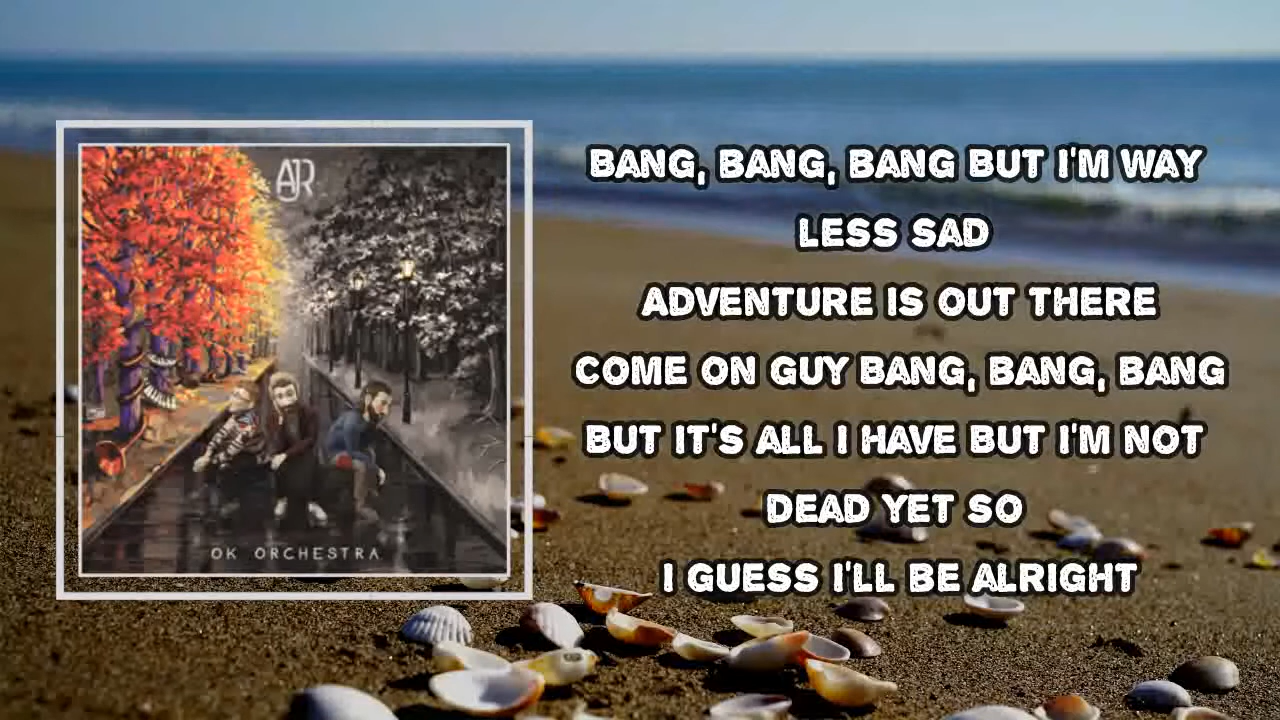 AJR
OK ORCHESTRA
BANG, BANG, BANG BUT I'M WAY
LESS SAD
ADVENTURE IS OUT THERE
COME ON GUY BANG, BANG, BANG
BUT IT'S ALL I HAVE BUT I'M NOT
DEAD YET SO
I GUESS I'LL BE ALRIGHT